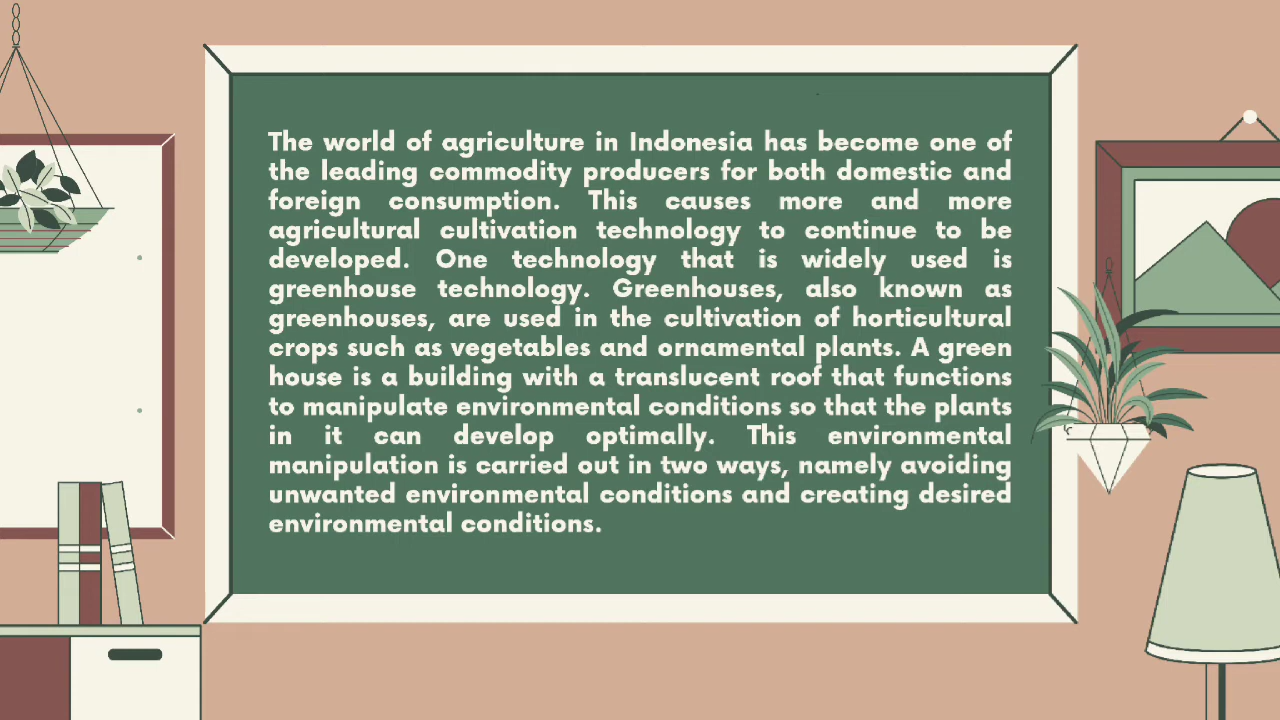 The world of agriculture in Indonesia has become one of
the leading commodity producers for both domestic and
foreign consumption. This causes more and more
agricultural cultivation technology to continue to be
developed. One technology that is widely used is
greenhouse technology. Greenhouses, also known as
greenhouses, are used in the cultivation of horticultural
crops such as vegetables and ornamental plants. A green
house is a building with a translucent roof that functions
to manipulate environmental conditions so that the plants
in it can develop optimally. This environmental
manipulation is carried out in two ways, namely avoiding
unwanted environmental conditions and creating desired
environmental conditions.